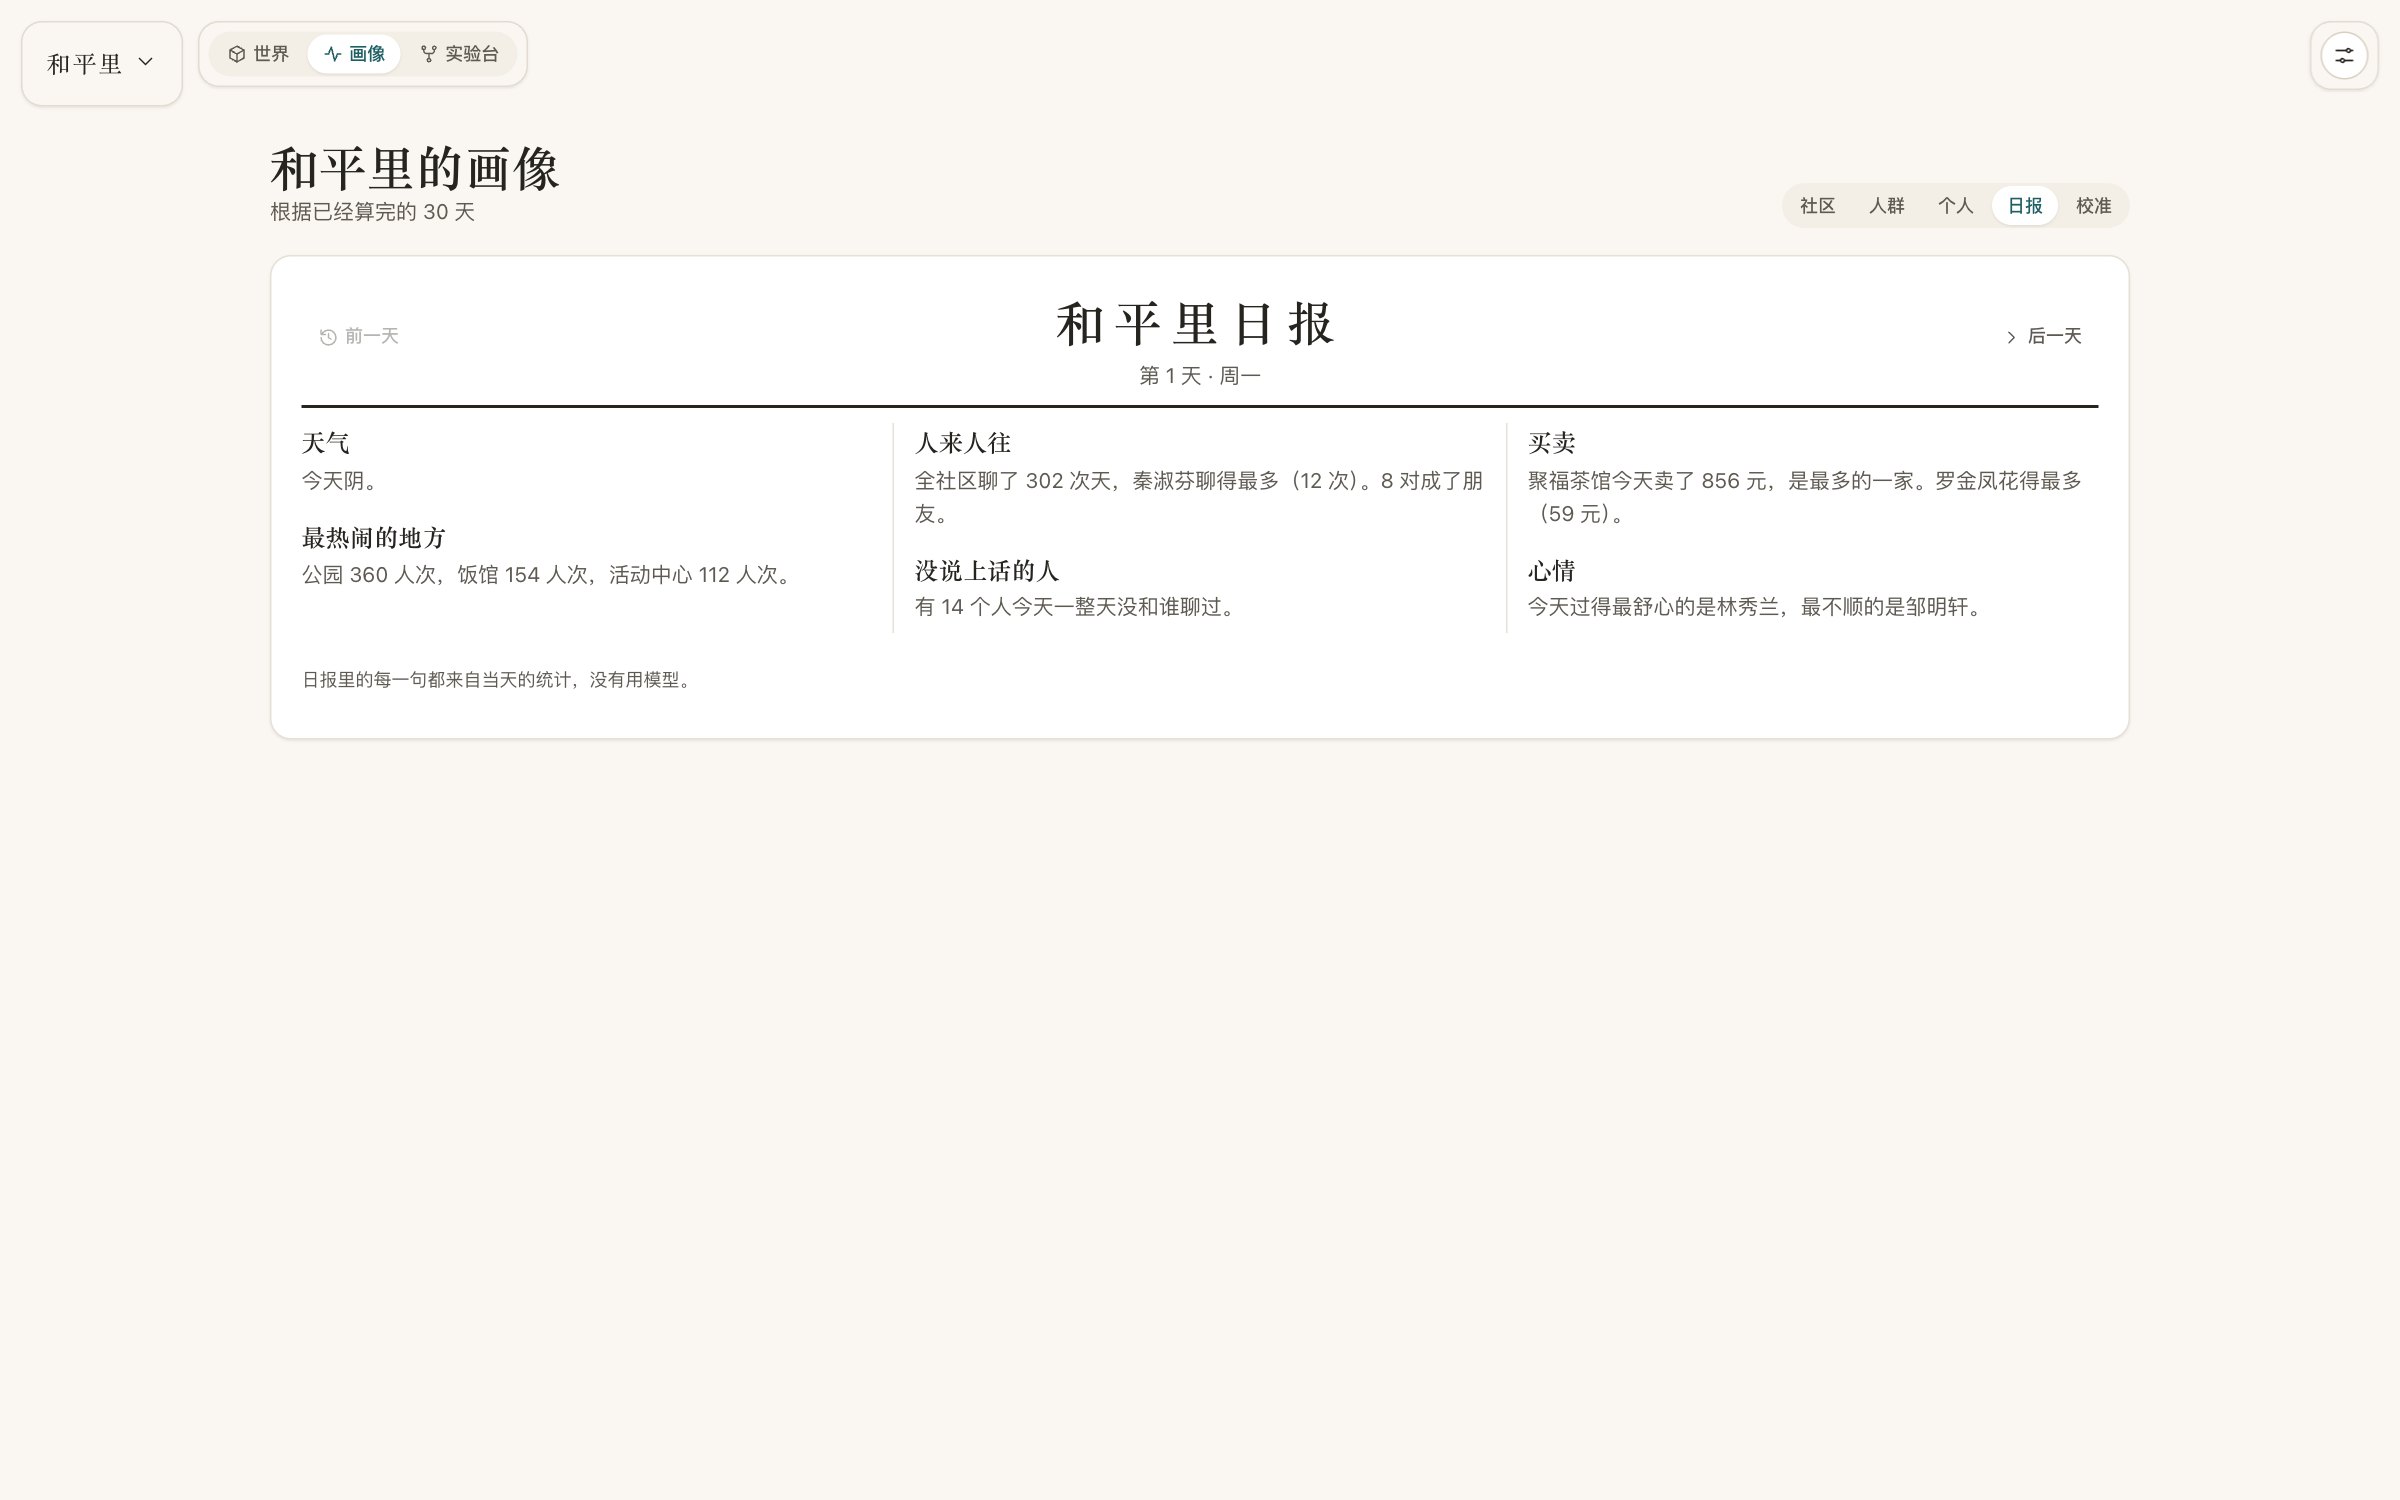 和平里
世界
画像
实验台
和平里的画像
根据已经算完的 30 天
社区
人群
个人
日报
校准
前一天
和平里日报
后一天
第 1 天 · 周一
天气
今天阴。
最热闹的地方
公园 360 人次，饭馆 154 人次，活动中心 112 人次。
人来人往
全社区聊了 302 次天，秦淑芬聊得最多（12 次）。8 对成了朋
友。
没说上话的人
有 14 个人今天一整天没和谁聊过。
买卖
聚福茶馆今天卖了 856 元，是最多的一家。罗金凤花得最多
（59 元）。
心情
今天过得最舒心的是林秀兰，最不顺的是邹明轩。
日报里的每一句都来自当天的统计，没有用模型。